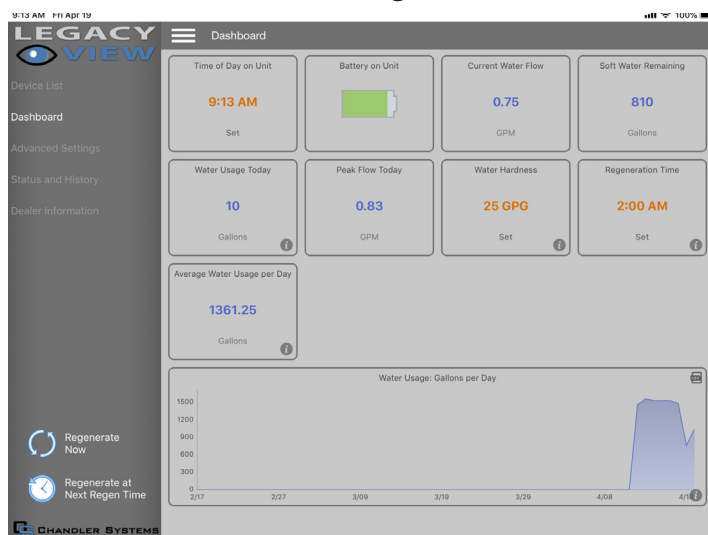 9:13 AM Fri Apr 19
100%
LEGACY
VIEW
Device List
Dashboard
Advanced Settings
Status and History
Dealer Information
Regenerate
Now
Regenerate at
Next Regen Time
CS CHANDLER SYSTEMS
Dashboard
Time of Day on Unit
9:13 AM
Set
Battery on Unit
Current Water Flow
0.75
GPM
Soft Water Remaining
810
Gallons
Water Usage Today
10
Gallons
i
Peak Flow Today
0.83
GPM
Water Hardness
25 GPG
Set
i
Regeneration Time
2:00 AM
Set
i
Average Water Usage per Day
1361.25
Gallons
i
Water Usage: Gallons per Day
1500
1200
900
600
300
0
2/17 2/27 3/09 3/19 3/29 4/08
i